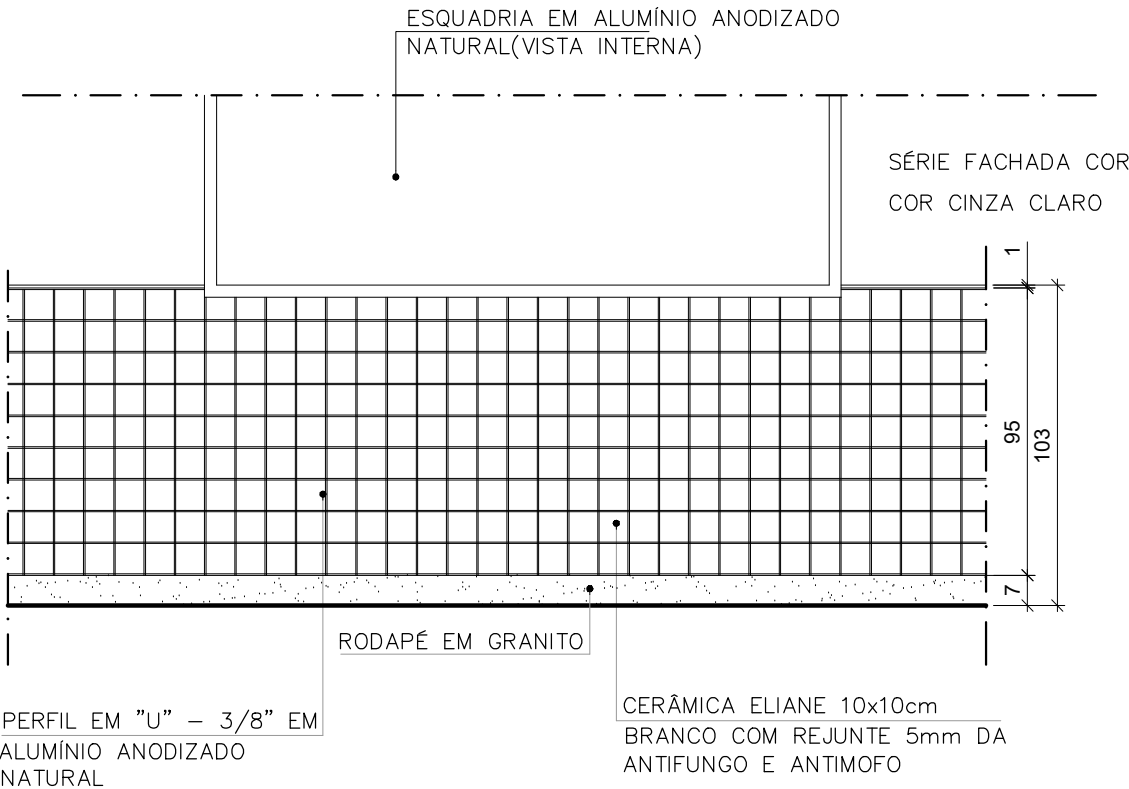 ESQUADRIA EM ALUMÍNIO ANODIZADO
NATURAL(VISTA INTERNA)
SÉRIE FACHADA COR
COR CINZA CLARO
1
95
103
7
RODAPÉ EM GRANITO
PERFIL EM "U" – 3/8" EM
ALUMÍNIO ANODIZADO
NATURAL
CERÂMICA ELIANE 10x10cm
BRANCO COM REJUNTE 5mm DA
ANTIFUNGO E ANTIMOFO